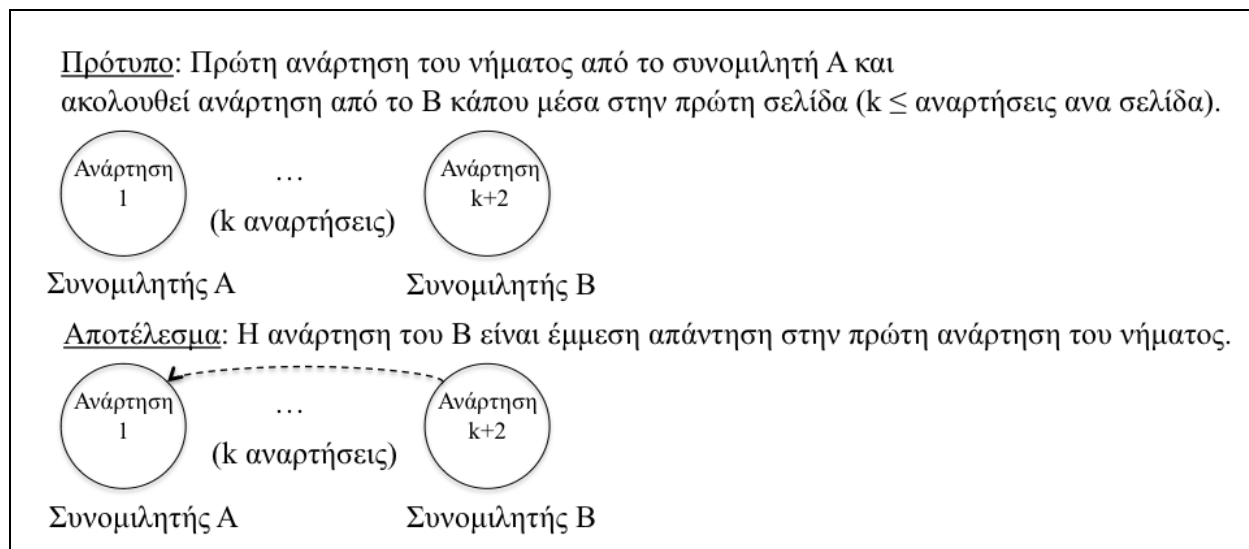 Πρότυπο: Πρώτη ανάρτηση του νήματος από το συνομιλητή Α και
ακολουθεί ανάρτηση από το Β κάπου μέσα στην πρώτη σελίδα (k ≤ αναρτήσεις ανα σελίδα).
Ανάρτηση
1
…
(k αναρτήσεις)
Ανάρτηση
k+2
Συνομιλητής Α
Συνομιλητής Β
Αποτέλεσμα: Η ανάρτηση του Β είναι έμμεση απάντηση στην πρώτη ανάρτηση του νήματος.
Ανάρτηση
1
…
(k αναρτήσεις)
Ανάρτηση
k+2
Συνομιλητής Α
Συνομιλητής Β